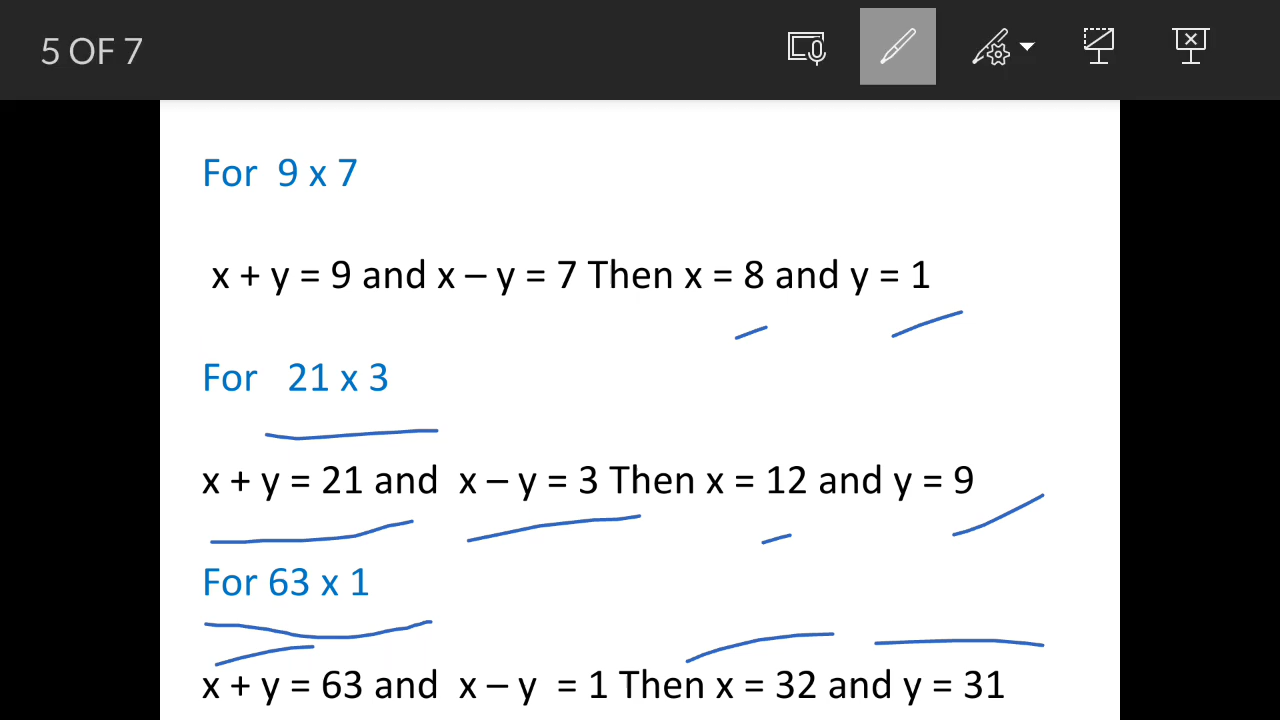 5 OF 7
For 9 x 7
x + y = 9 and x – y = 7 Then x = 8 and y = 1
For 21 x 3
x + y = 21 and x – y = 3 Then x = 12 and y = 9
For 63 x 1
x + y = 63 and x – y = 1 Then x = 32 and y = 31